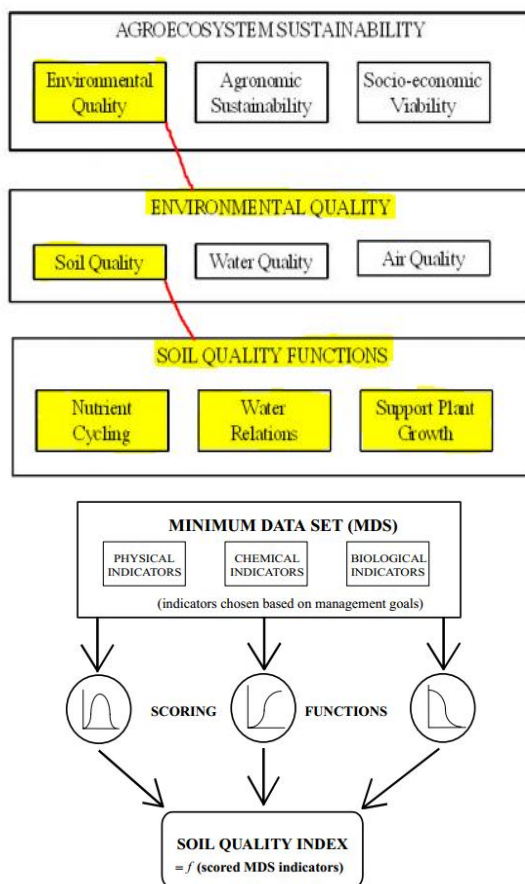 AGROECOSYSTEM SUSTAINABILITY
Environmental
Quality
Agronomic
Sustainability
Socio-economic
Viability
ENVIRONMENTAL QUALITY
Soil Quality
Water Quality
Air Quality
SOIL QUALITY FUNCTIONS
Nutrient
Cycling
Water
Relations
Support Plant
Growth
MINIMUM DATA SET (MDS)
PHYSICAL
INDICATORS
CHEMICAL
INDICATORS
BIOLOGICAL
INDICATORS
(indicators chosen based on management goals)
SCORING FUNCTIONS
SOIL QUALITY INDEX
= f (scored MDS indicators)